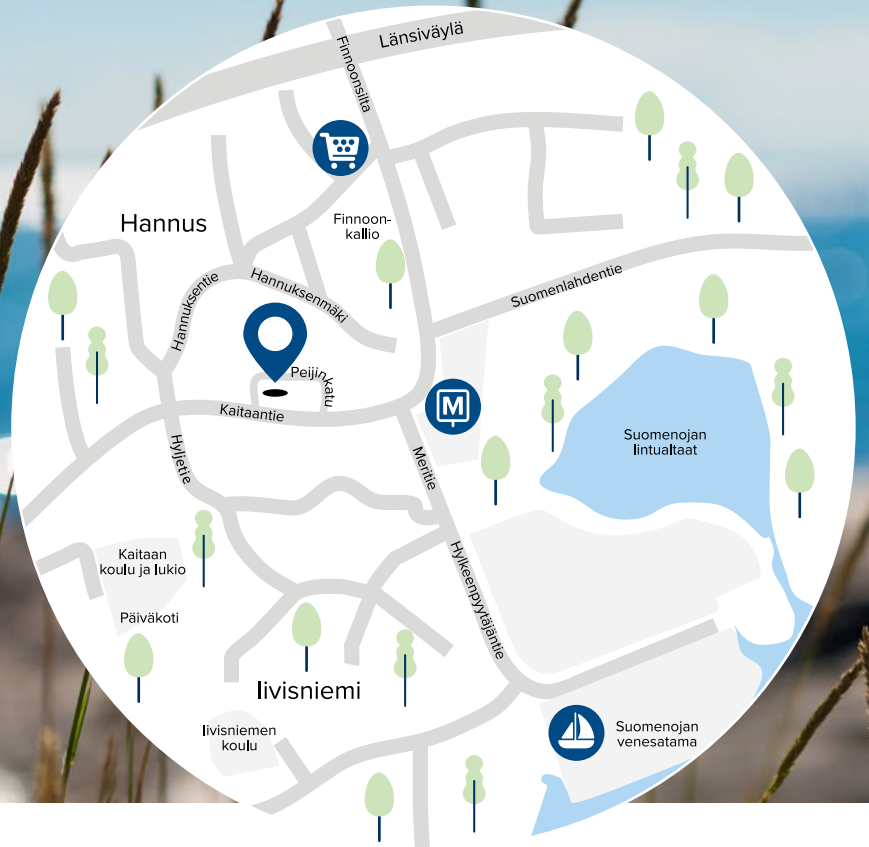 Länsiväylä
Finnoonsilta
Hannus
Finnoon-
kallio
Hannuksentie
Hannuksenmäki
Suomenlahdentie
Peijinkatu
Kaitaantie
M
Meritie
Hyljetie
Suomenojan
lintualtaat
Kaitaan
koulu ja lukio
Päiväkoti
Hylkeenpyytäjäntie
Iivisniemi
Iivisniemen
koulu
Suomenojan
venesatama